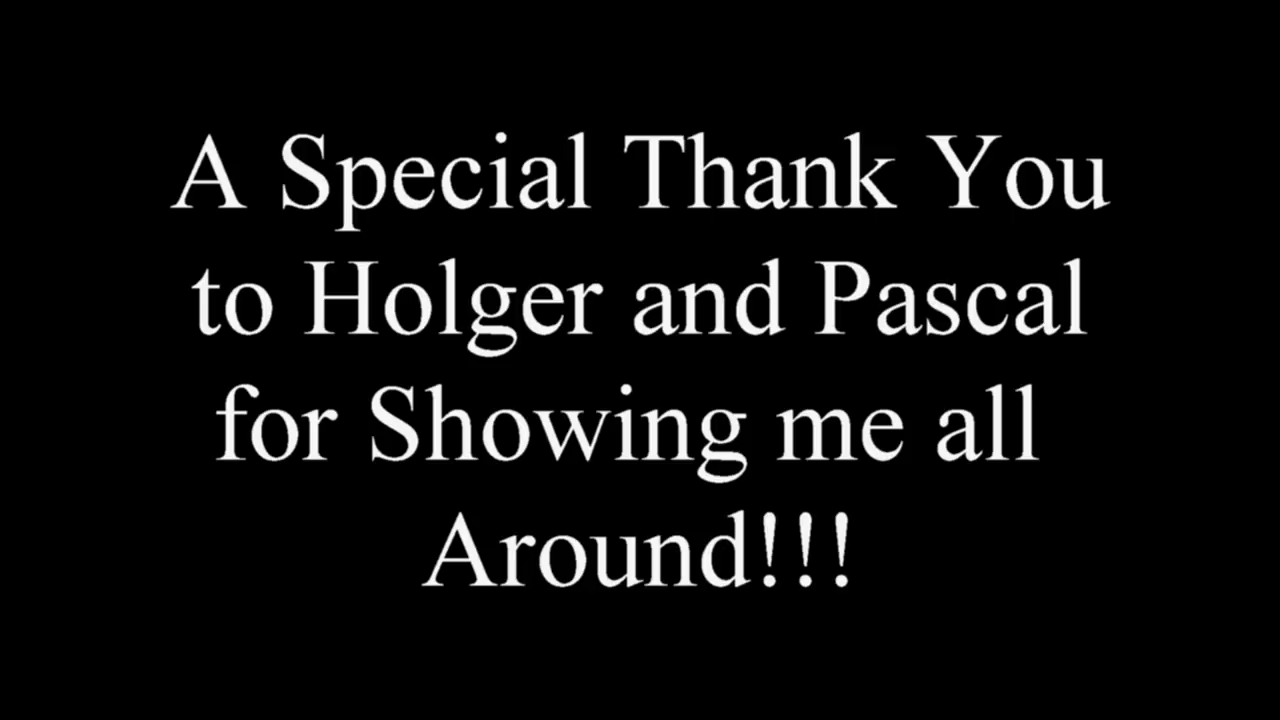 A Special Thank You
to Holger and Pascal
for Showing me all
Around!!!